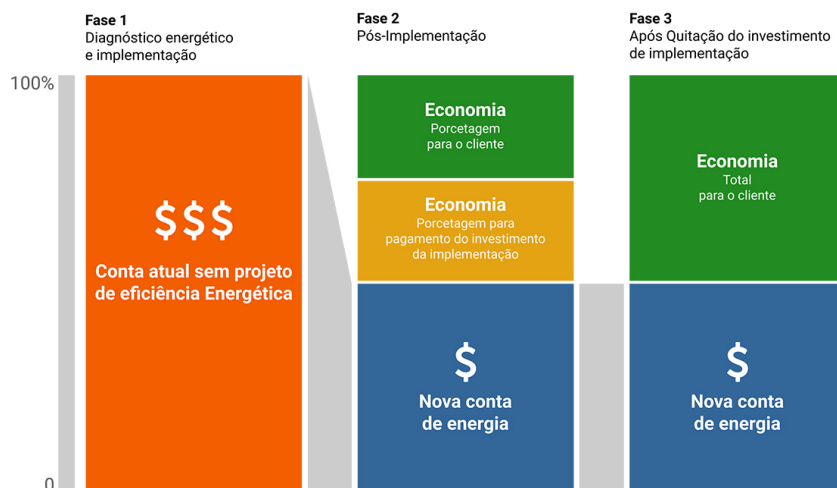 Fase 1
Diagnóstico energético
e implementação
Fase 2
Pós-Implementação
Fase 3
Após Quitação do investimento
de implementação
100%
0
$$$
Conta atual sem projeto
de eficiência Energética
Economia
Porcetagem
para o cliente
Economia
Porcetagem para
pagamento do investimento
da implementação
$
Nova conta
de energia
Economia
Total
para o cliente
$
Nova conta
de energia